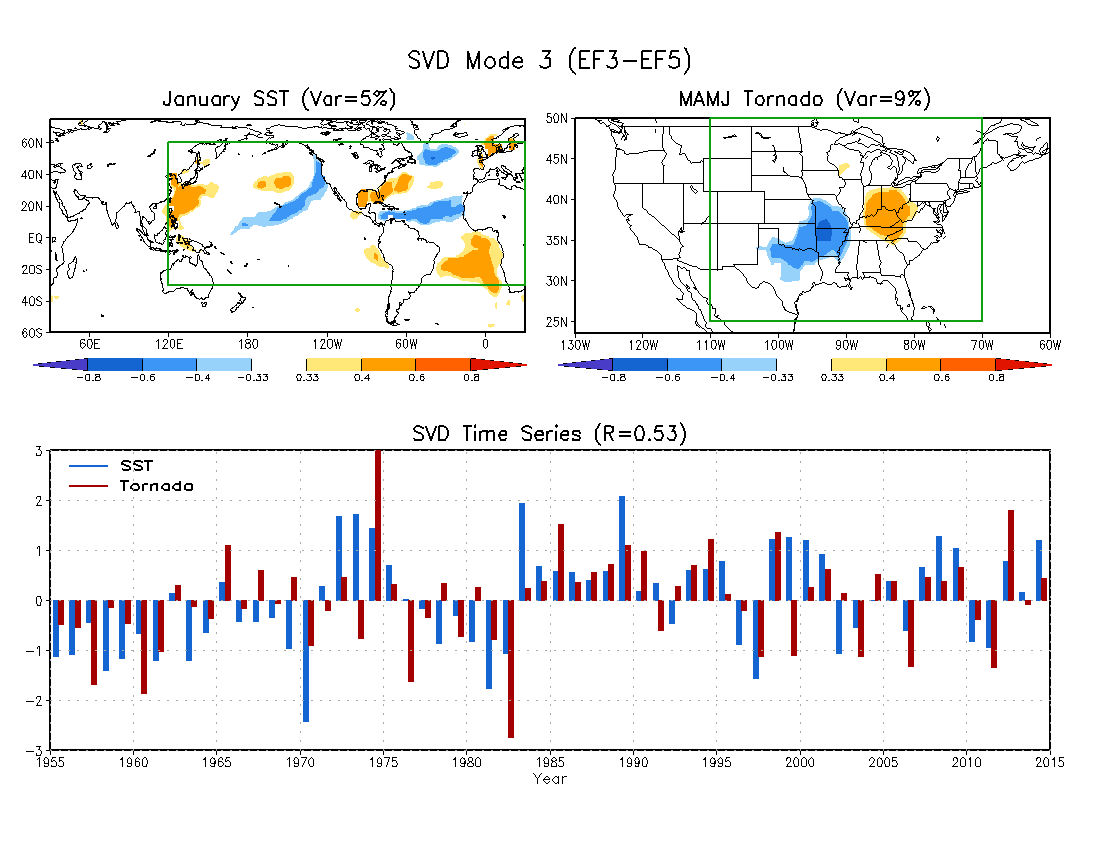 SVD Mode 3 (EF3-EF5)
January SST (Var=5%)
MAMJ Tornado (Var=9%)
60N
40N
20N
EQ
20S
40S
60S
60E 120E 180 120W 60W 0
-0.8 -0.6 -0.4 -0.33 0.33 0.4 0.6 0.8
50N
45N
40N
35N
30N
25N
130W 120W 110W 100W 90W 80W 70W 60W
-0.8 -0.6 -0.4 -0.33 0.33 0.4 0.6 0.8
SVD Time Series (R=0.53)
SST
Tornado
3
2
1
0
-1
-2
-3
1955 1960 1965 1970 1975 1980 1985 1990 1995 2000 2005 2010 2015
Year